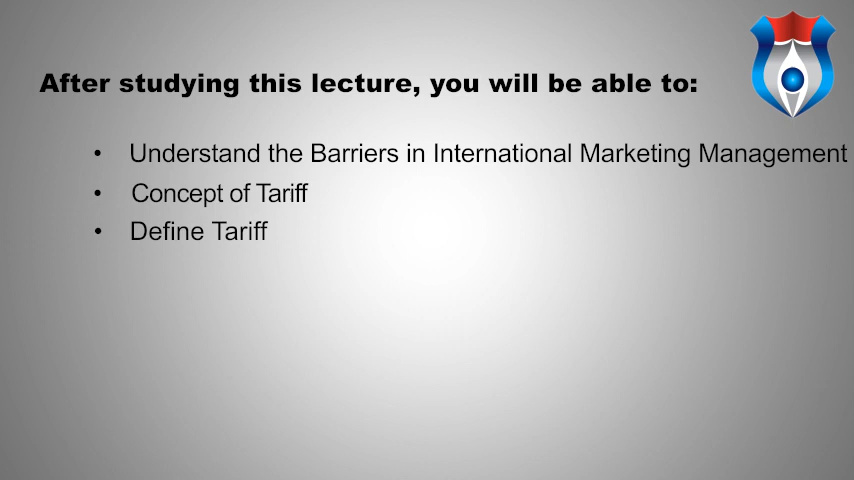 After studying this lecture, you will be able to:
• Understand the Barriers in International Marketing Management
• Concept of Tariff
• Define Tariff